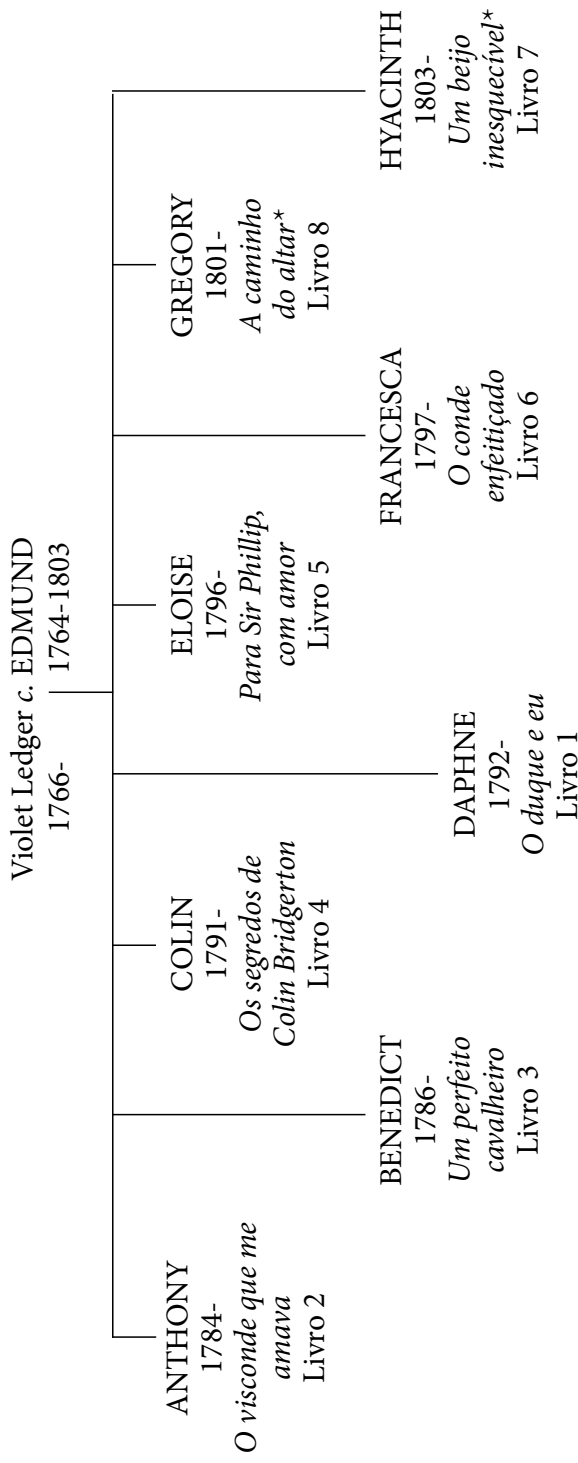 Violet Ledger c. EDMUND
1766- 1764-1803
ANTHONY
1784-
O visconde que me
amava
Livro 2
BENEDICT
1786-
Um perfeito
cavalheiro
Livro 3
COLIN
1791-
Os segredos de
Colin Bridgerton
Livro 4
DAPHNE
1792-
O duque e eu
Livro 1
ELOISE
1796-
Para Sir Phillip,
com amor
Livro 5
FRANCESCA
1797-
O conde
enfeitiçado
Livro 6
GREGORY
1801-
A caminho
do altar*
Livro 8
HYACINTH
1803-
Um beijo
inesquecível*
Livro 7